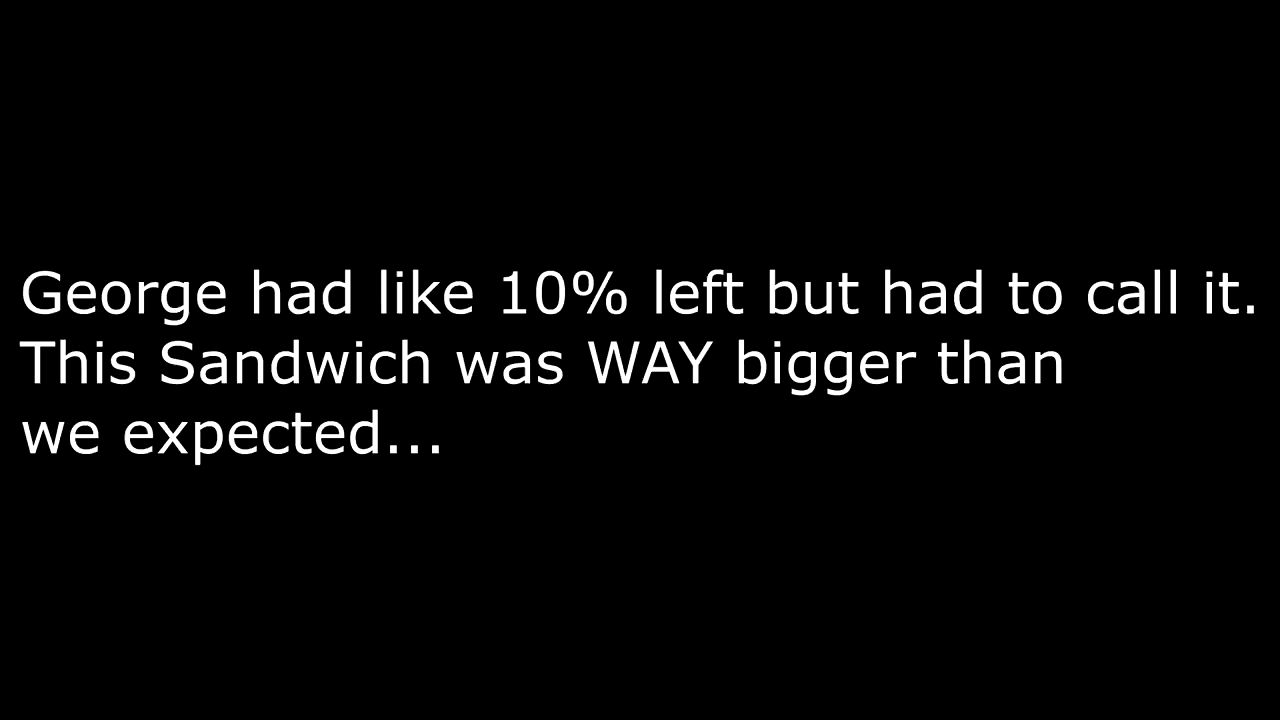 George had like 10% left but had to call it.
This Sandwich was WAY bigger than
we expected...